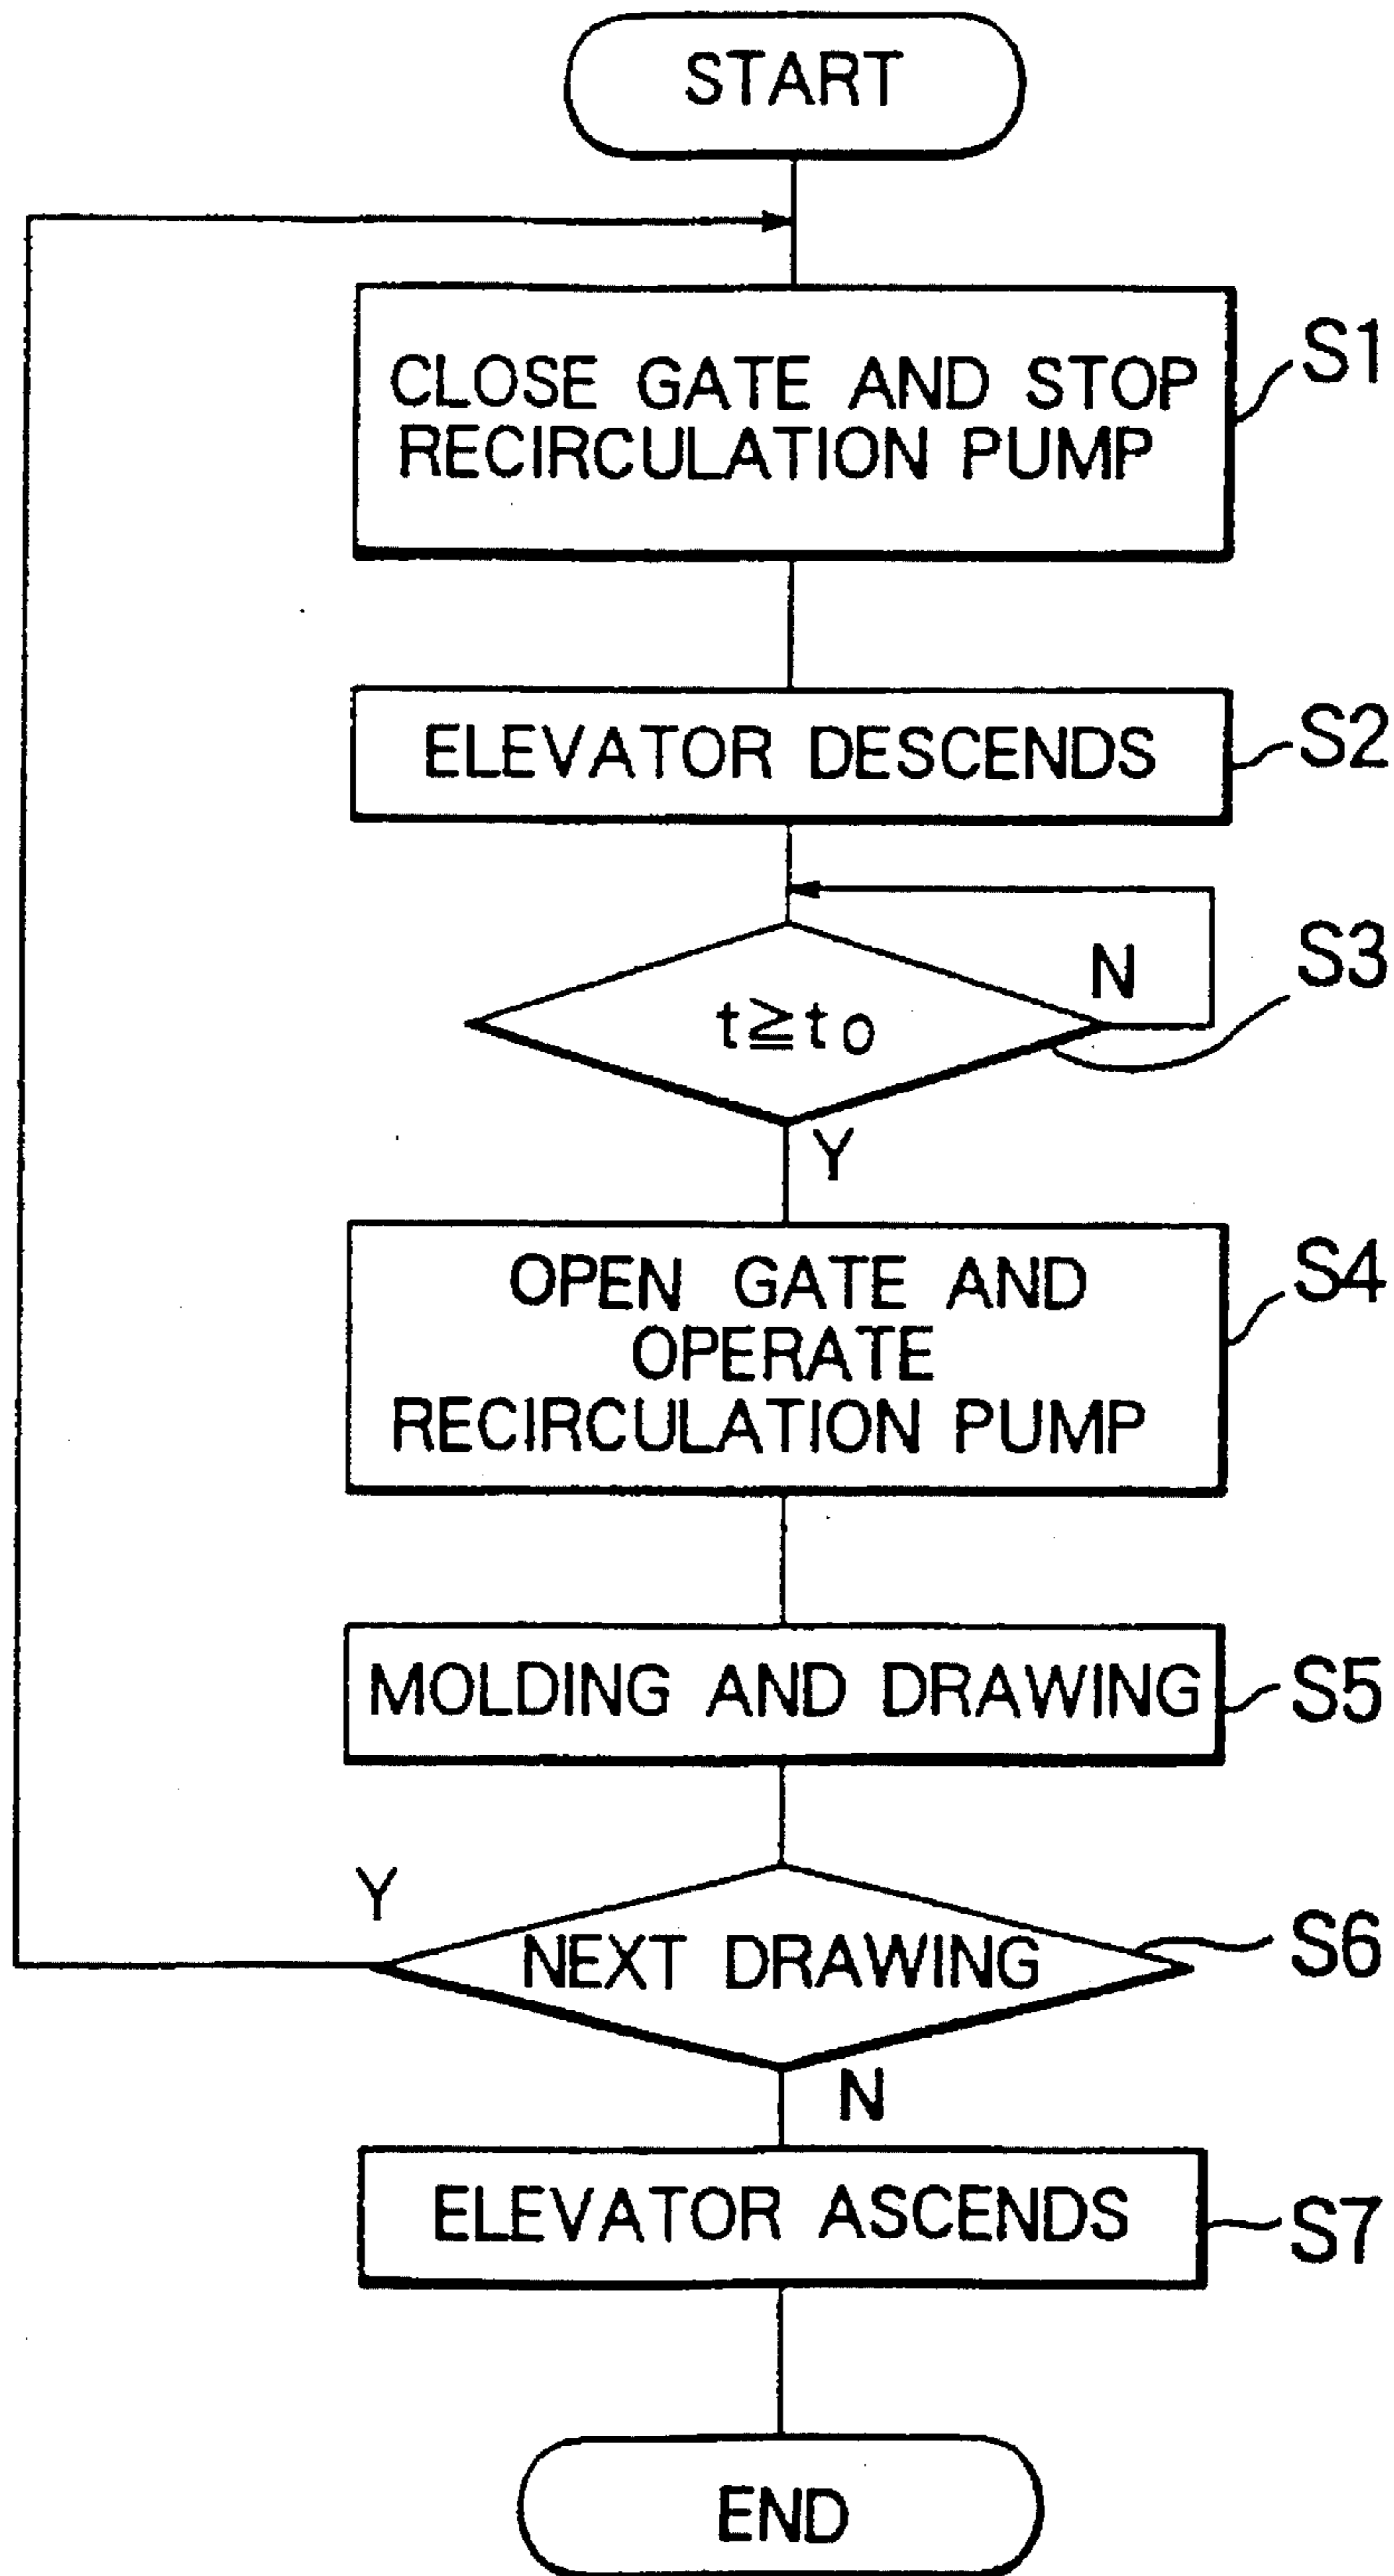 START
CLOSE GATE AND STOP
RECIRCULATION PUMP
S1
ELEVATOR DESCENDS
S2
N
S3
t≧t0
Y
OPEN GATE AND
OPERATE
RECIRCULATION PUMP
S4
MOLDING AND DRAWING
S5
Y
NEXT DRAWING
S6
N
ELEVATOR ASCENDS
S7
END